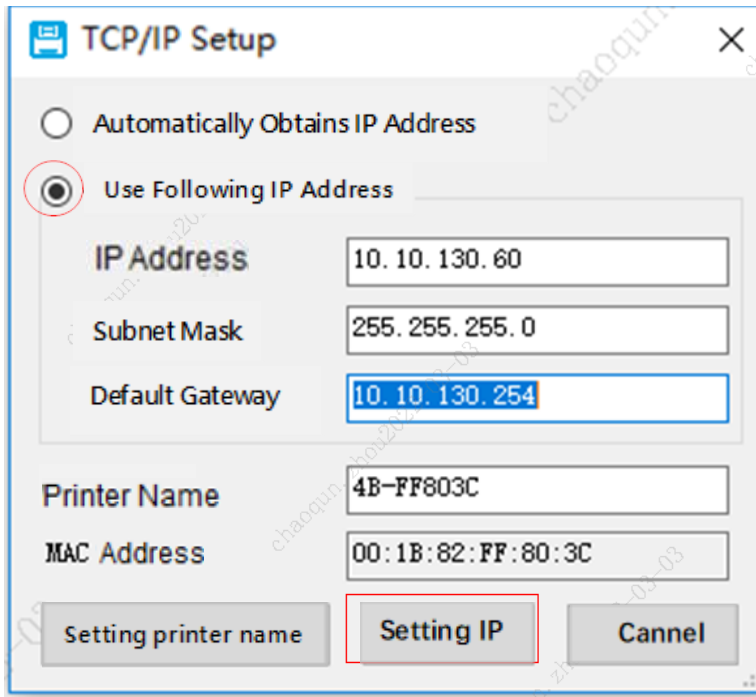 TCP/IP Setup
Automatically Obtains IP Address
Use Following IP Address
IP Address 10.10.130.60
Subnet Mask 255.255.255.0
Default Gateway 10.10.130.254
Printer Name 4B-FF803C
MAC Address 00:1B:82:FF:80:3C
Setting printer name Setting IP Cannel